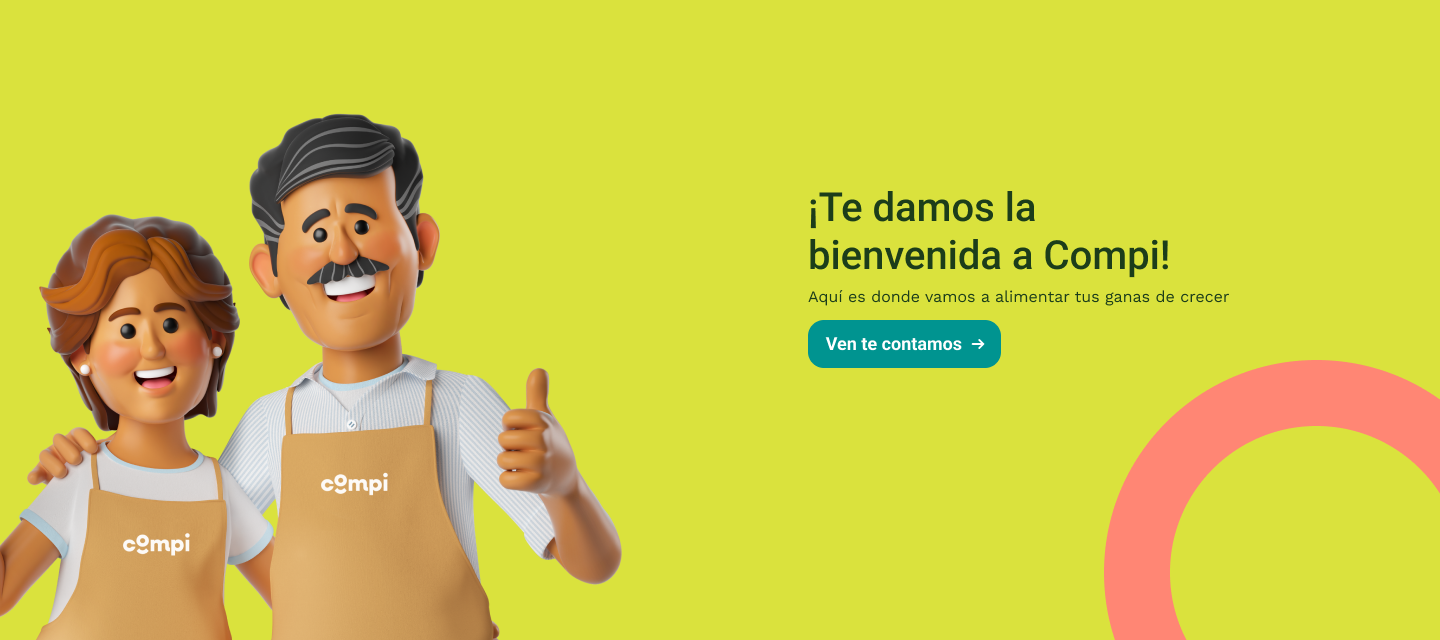 ¡Te damos la
bienvenida a Compi!
Aquí es donde vamos a alimentar tus ganas de crecer
Ven te contamos →
compi
compi